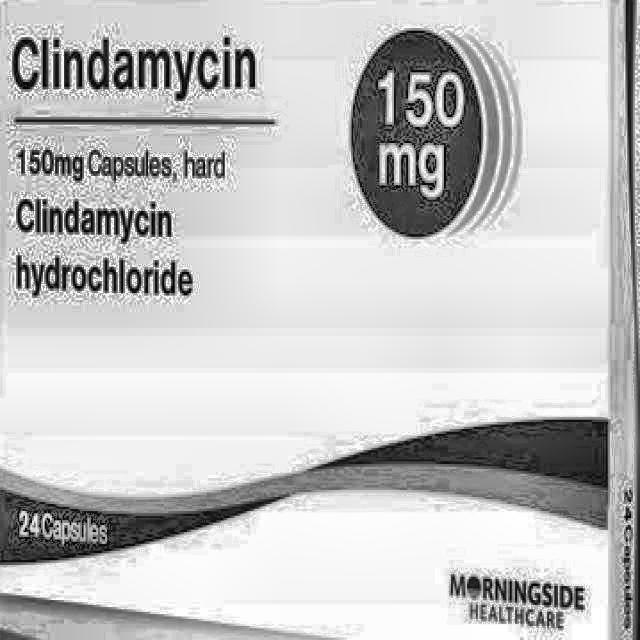 Clindamycin
150
mg
150mg Capsules, hard
Clindamycin
hydrochloride
24 Capsules
24 Capsules
MORNINGSIDE
HEALTHCARE